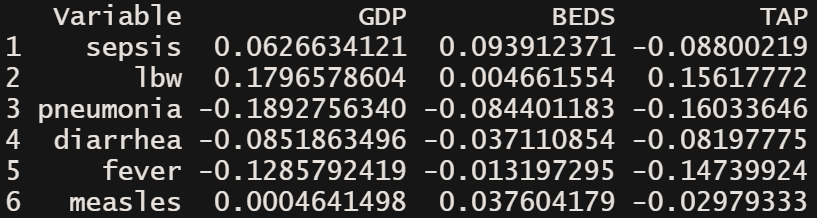 Variable GDP BEDS TAP
1 sepsis 0.0626634121 0.093912371 -0.08800219
2 lbw 0.1796578604 0.004661554 0.15617772
3 pneumonia -0.1892756340 -0.084401183 -0.16033646
4 diarrhea -0.0851863496 -0.037110854 -0.08197775
5 fever -0.1285792419 -0.013197295 -0.14739924
6 measles 0.0004641498 0.037604179 -0.02979333